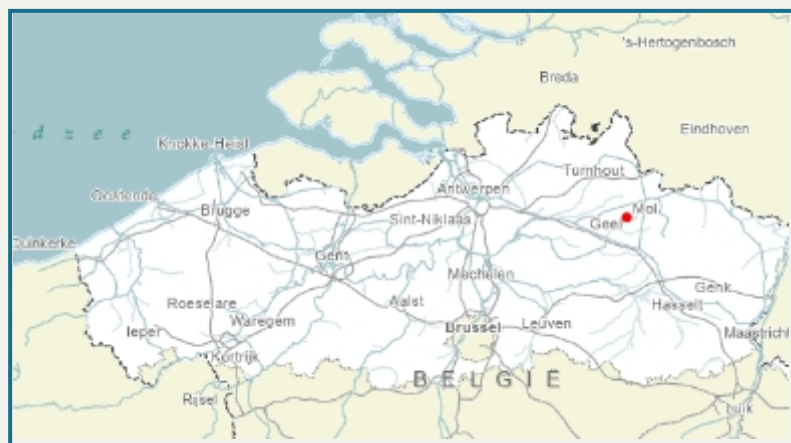 's-Hertogenbosch
Breda
d z e e
Eindhoven
Knokke-Heist
Turnhout
Oostende
Antwerpen
Brugge
Mol
Sint-Niklaas
Geel
Duinkerke
Gent
Mechelen
Genk
Roeselare
Aalst
Hasselt
Waregem
Brussel
Leuven
Ieper
Maastricht
Kortrijk
BELGIË
Rijsel
Luik